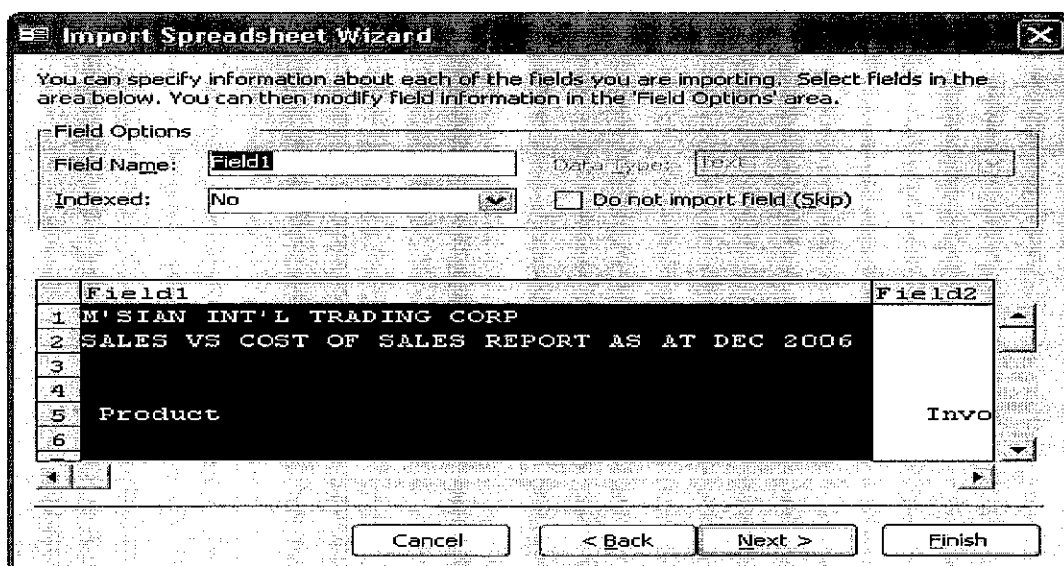 Import Spreadsheet Wizard
You can specify information about each of the fields you are importing. Select fields in the
area below. You can then modify field information in the 'Field Options' area.
Field Options
Field Name: Field1 Data Type: Text
Indexed: No Do not import field (Skip)
Field1 Field2
1 M'SIAN INT'L TRADING CORP
2 SALES VS COST OF SALES REPORT AS AT DEC 2006
3
4
5 Product Invo
6
Cancel < Back Next > Finish